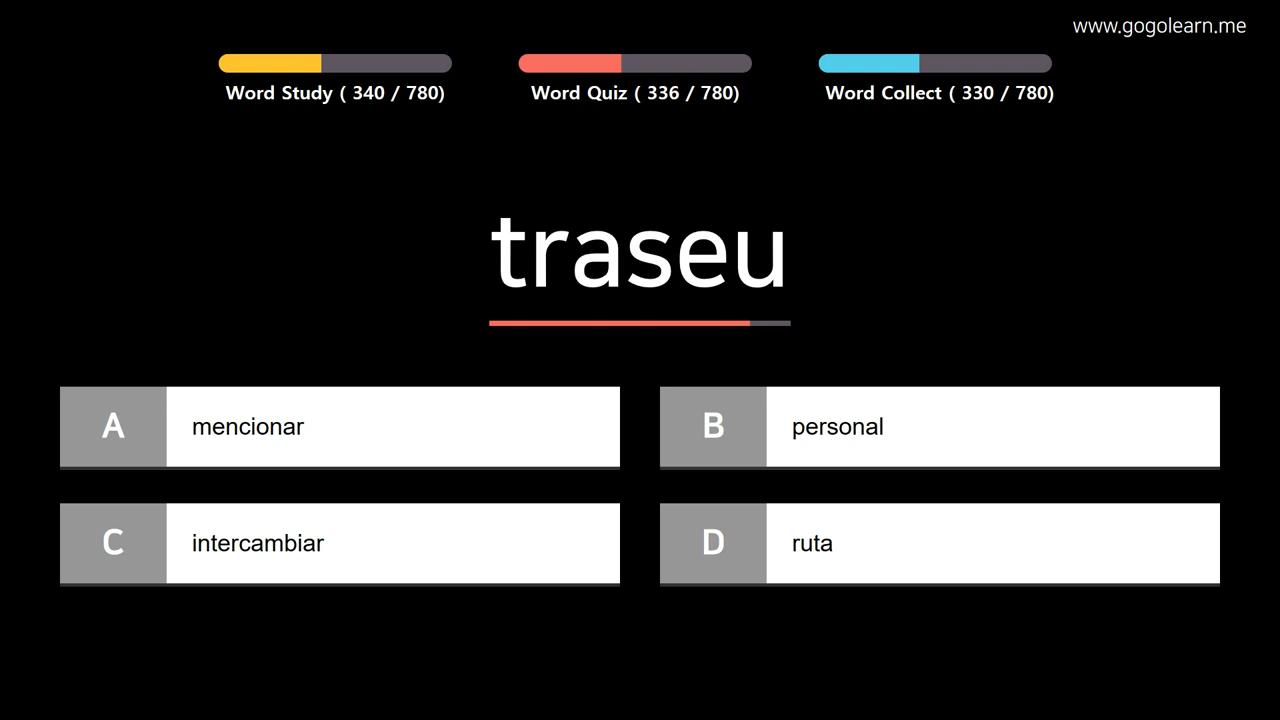 www.gogolearn.me
Word Study ( 340 / 780)
Word Quiz ( 336 / 780)
Word Collect ( 330 / 780)
traseu
A mencionar
B personal
C intercambiar
D ruta